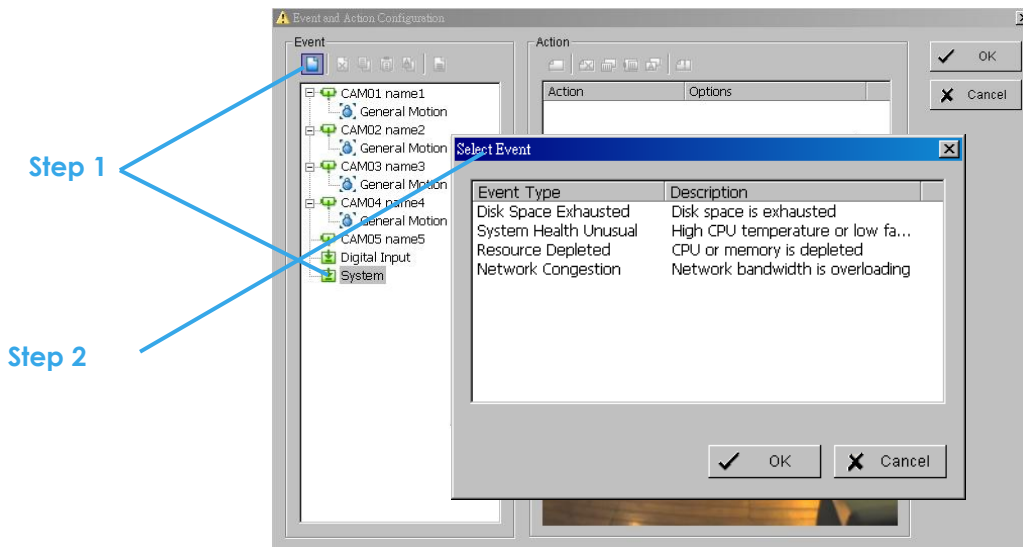 Event and Action Configuration
Event
Action
OK
Cancel
CAM01 name1
General Motion
CAM02 name2
General Motion
CAM03 name3
General Motion
CAM04 name4
General Motion
CAM05 name5
Digital Input
System
Action Options
Step 1
Step 2
Select Event
Event Type Description
Disk Space Exhausted Disk space is exhausted
System Health Unusual High CPU temperature or low fa...
Resource Depleted CPU or memory is depleted
Network Congestion Network bandwidth is overloading
OK Cancel